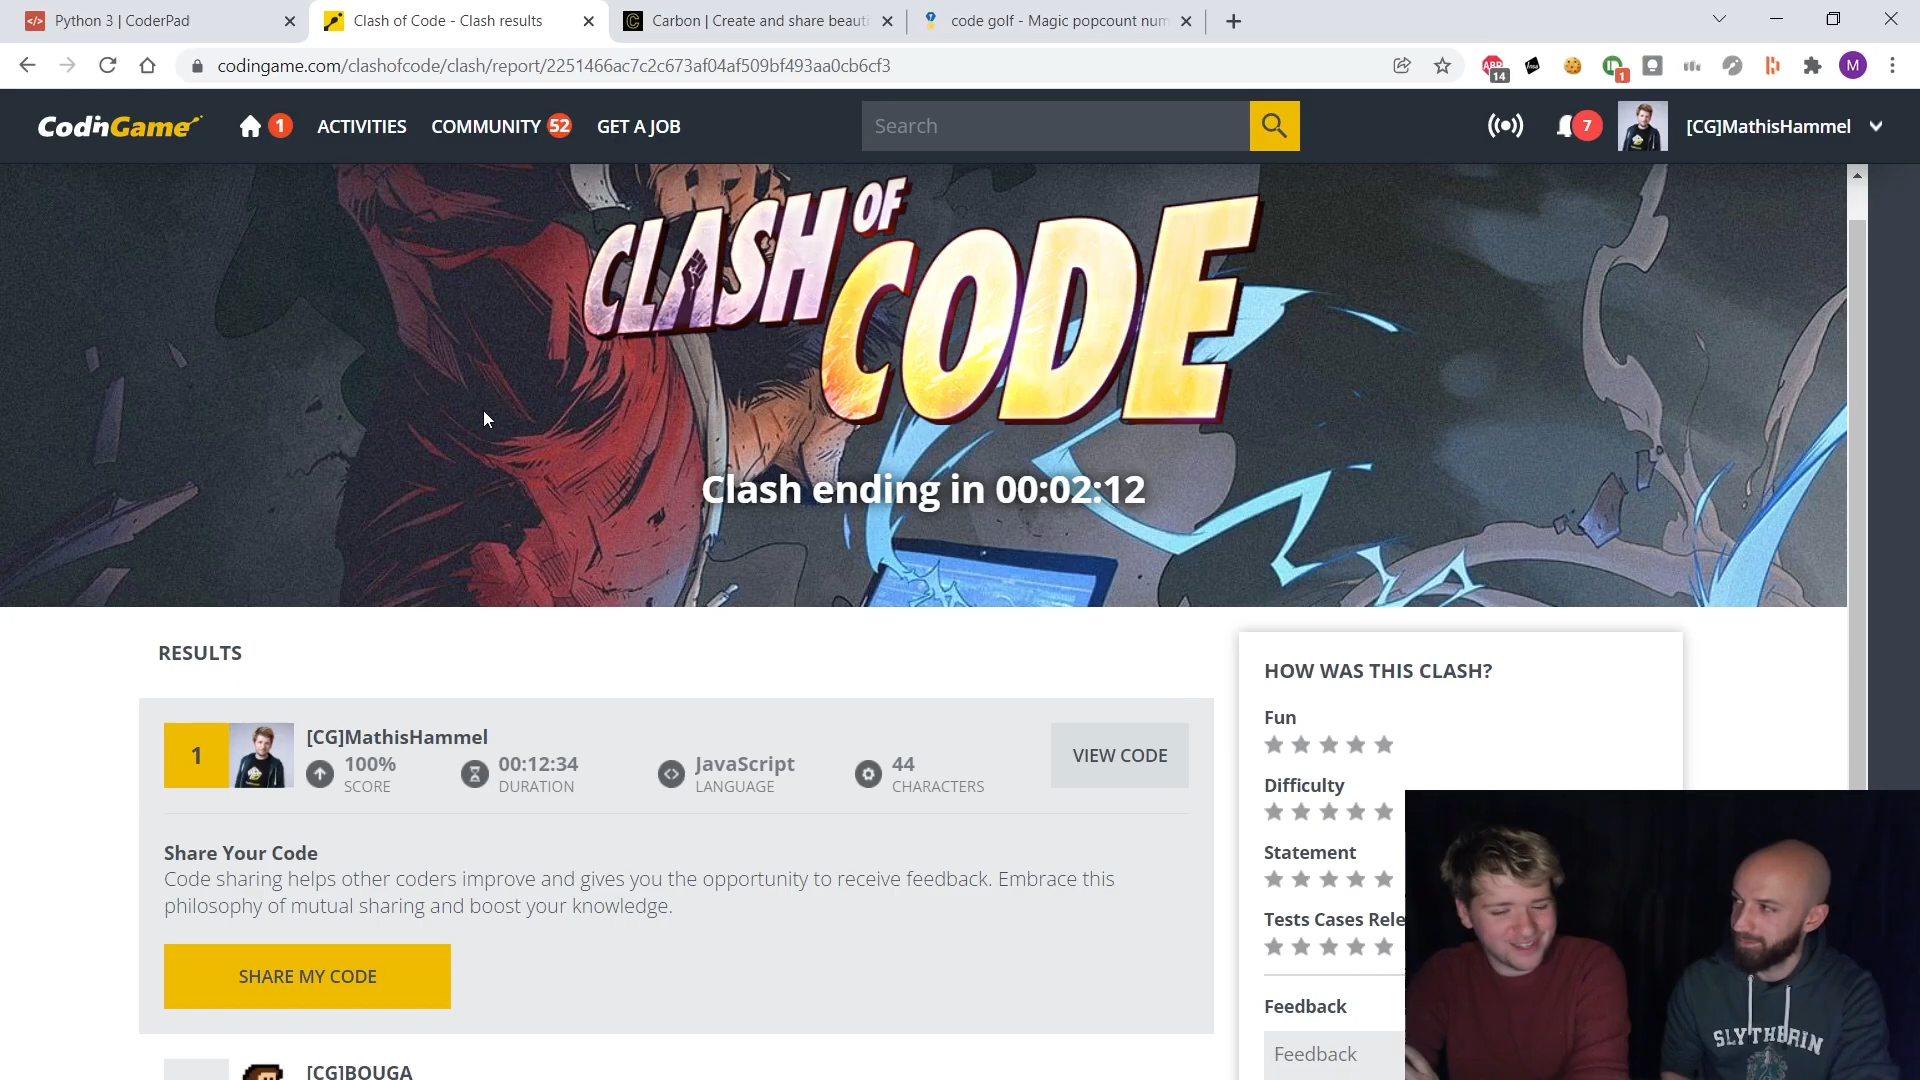 Python 3 | CoderPad
Clash of Code - Clash results
Carbon | Create and share beauti
code golf - Magic popcount num
codingame.com/clashofcode/clash/report/2251466ac7c2c673af04af509bf493aa0cb6cf3
14
1
M
CodinGame
1
ACTIVITIES
COMMUNITY 52
GET A JOB
Search
7
[CG]MathisHammel
CLASH OF CODE
Clash ending in 00:02:12
RESULTS
1
[CG]MathisHammel
100%
SCORE
00:12:34
DURATION
JavaScript
LANGUAGE
44
CHARACTERS
VIEW CODE
Share Your Code
Code sharing helps other coders improve and gives you the opportunity to receive feedback. Embrace this
philosophy of mutual sharing and boost your knowledge.
SHARE MY CODE
[CG]BOUGA
HOW WAS THIS CLASH?
Fun
Difficulty
Statement
Tests Cases Rele
Feedback
Feedback
SLYTHERIN